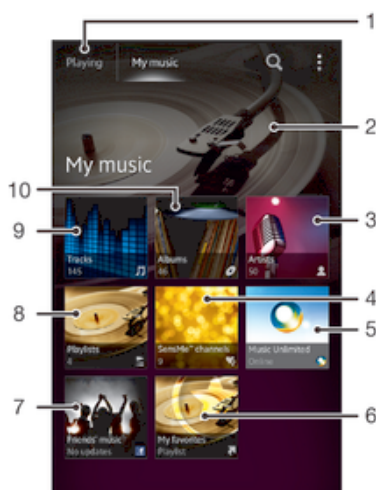 1
Playing My music
2
My music
10
9
3
Tracks
145
Albums
46
Artists
50
4
8
5
Playlists
4
SensMe™ channels
9
Music Unlimited
Online
7
6
Friends' music
No updates
My favorites
Playlist